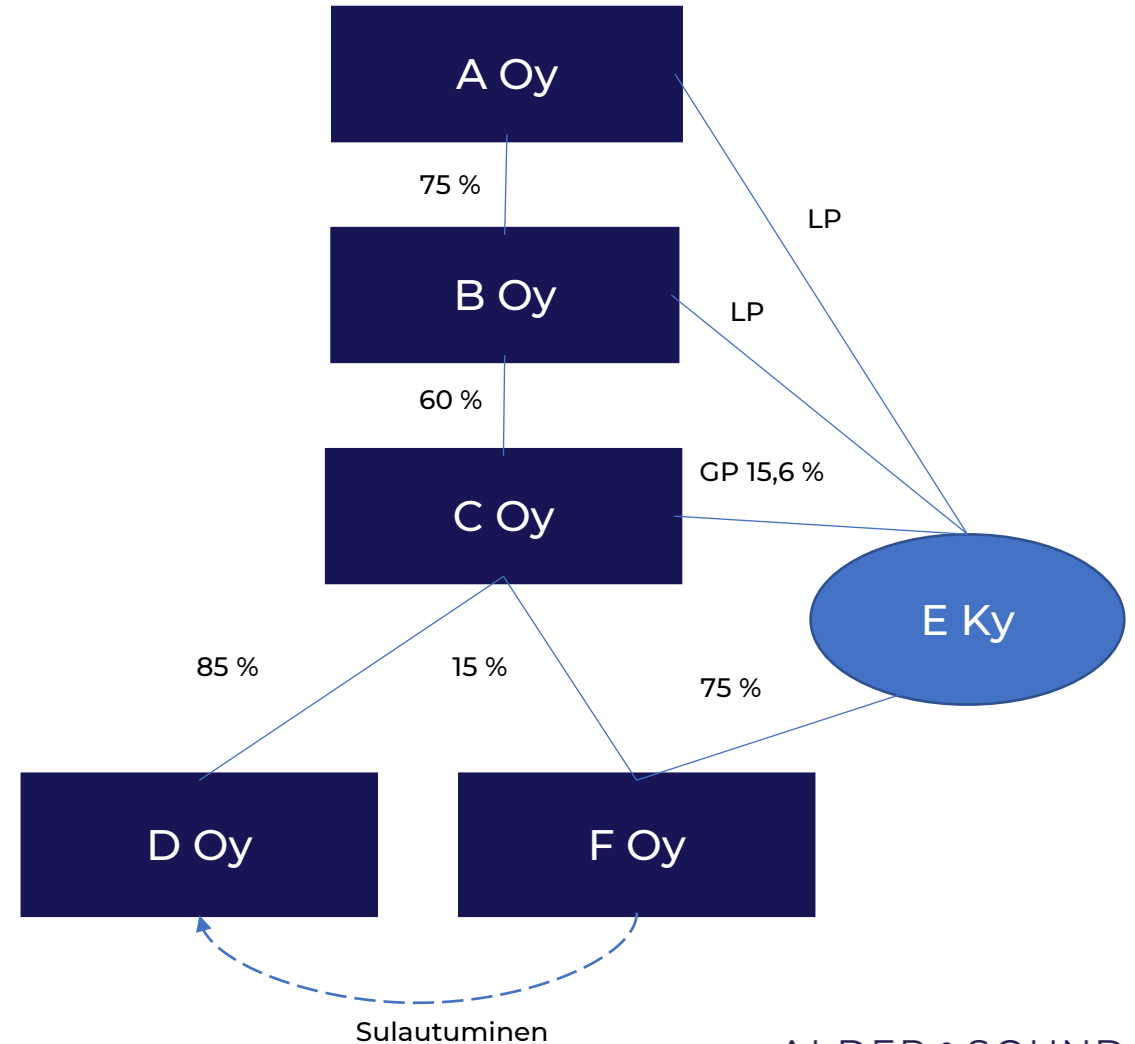 A Oy
75 %
LP
B Oy
LP
60 %
GP 15,6 %
C Oy
E Ky
85 %
15 %
75 %
D Oy
F Oy
Sulautuminen